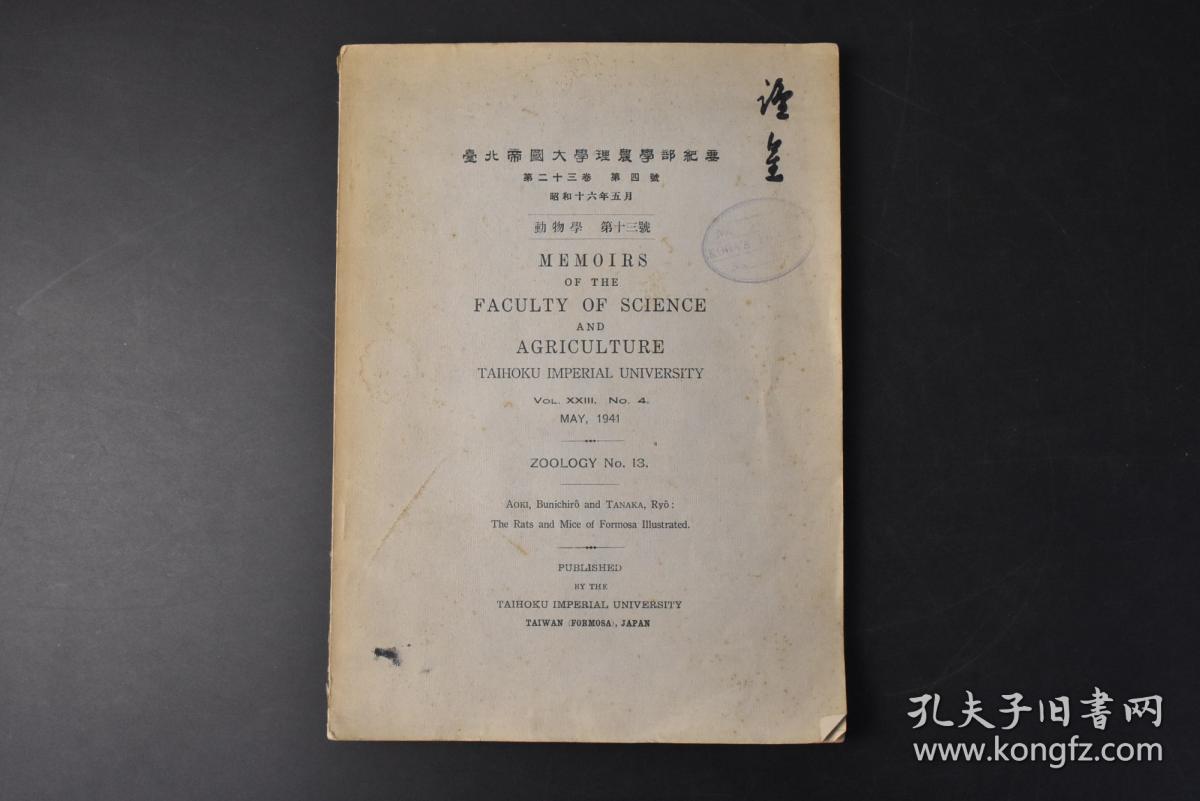 臺北帝國大學理農學部紀要
第二十三卷 第四號
昭和十六年五月
動物學 第十三號
MEMOIRS
OF THE
FACULTY OF SCIENCE
AND
AGRICULTURE
TAIHOKU IMPERIAL UNIVERSITY
VOL. XXIII, No. 4.
MAY, 1941
ZOOLOGY No. 13.
AOKI, Bunichirô and TANAKA, Ryô:
The Rats and Mice of Formosa Illustrated.
PUBLISHED
BY THE
TAIHOKU IMPERIAL UNIVERSITY
TAIWAN (FORMOSA), JAPAN
孔夫子旧書网
www.kongfz.com